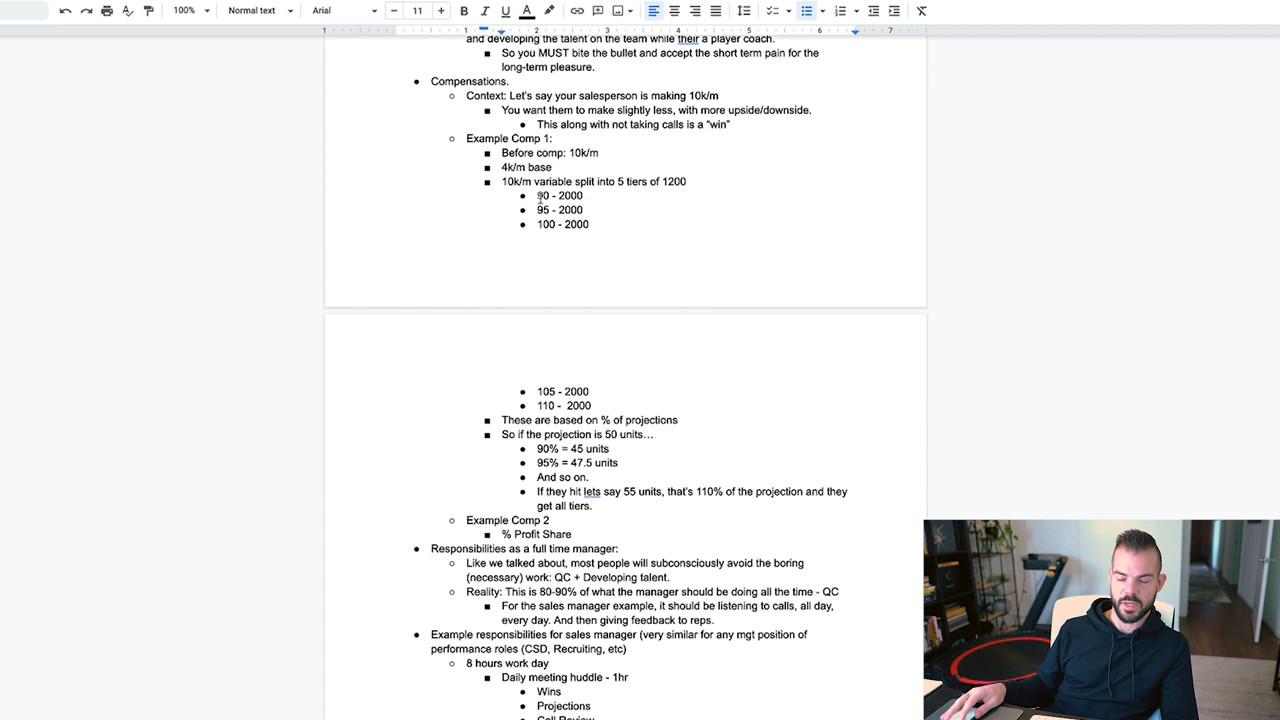 100%
Normal text
Arial
11
1 1 2 3 4 5 6 7
and developing the talent on the team while their a player coach.
So you MUST bite the bullet and accept the short term pain for the
long-term pleasure.
Compensations.
Context: Let's say your salesperson is making 10k/m
You want them to make slightly less, with more upside/downside.
This along with not taking calls is a “win”
Example Comp 1:
Before comp: 10k/m
4k/m base
10k/m variable split into 5 tiers of 1200
90 - 2000
95 - 2000
100 - 2000
105 - 2000
110 - 2000
These are based on % of projections
So if the projection is 50 units…
90% = 45 units
95% = 47.5 units
And so on.
If they hit lets say 55 units, that's 110% of the projection and they
get all tiers.
Example Comp 2
% Profit Share
Responsibilities as a full time manager:
Like we talked about, most people will subconsciously avoid the boring
(necessary) work: QC + Developing talent.
Reality: This is 80-90% of what the manager should be doing all the time - QC
For the sales manager example, it should be listening to calls, all day,
every day. And then giving feedback to reps.
Example responsibilities for sales manager (very similar for any mgt position of
performance roles (CSD, Recruiting, etc)
8 hours work day
Daily meeting huddle - 1hr
Wins
Projections
Call Review